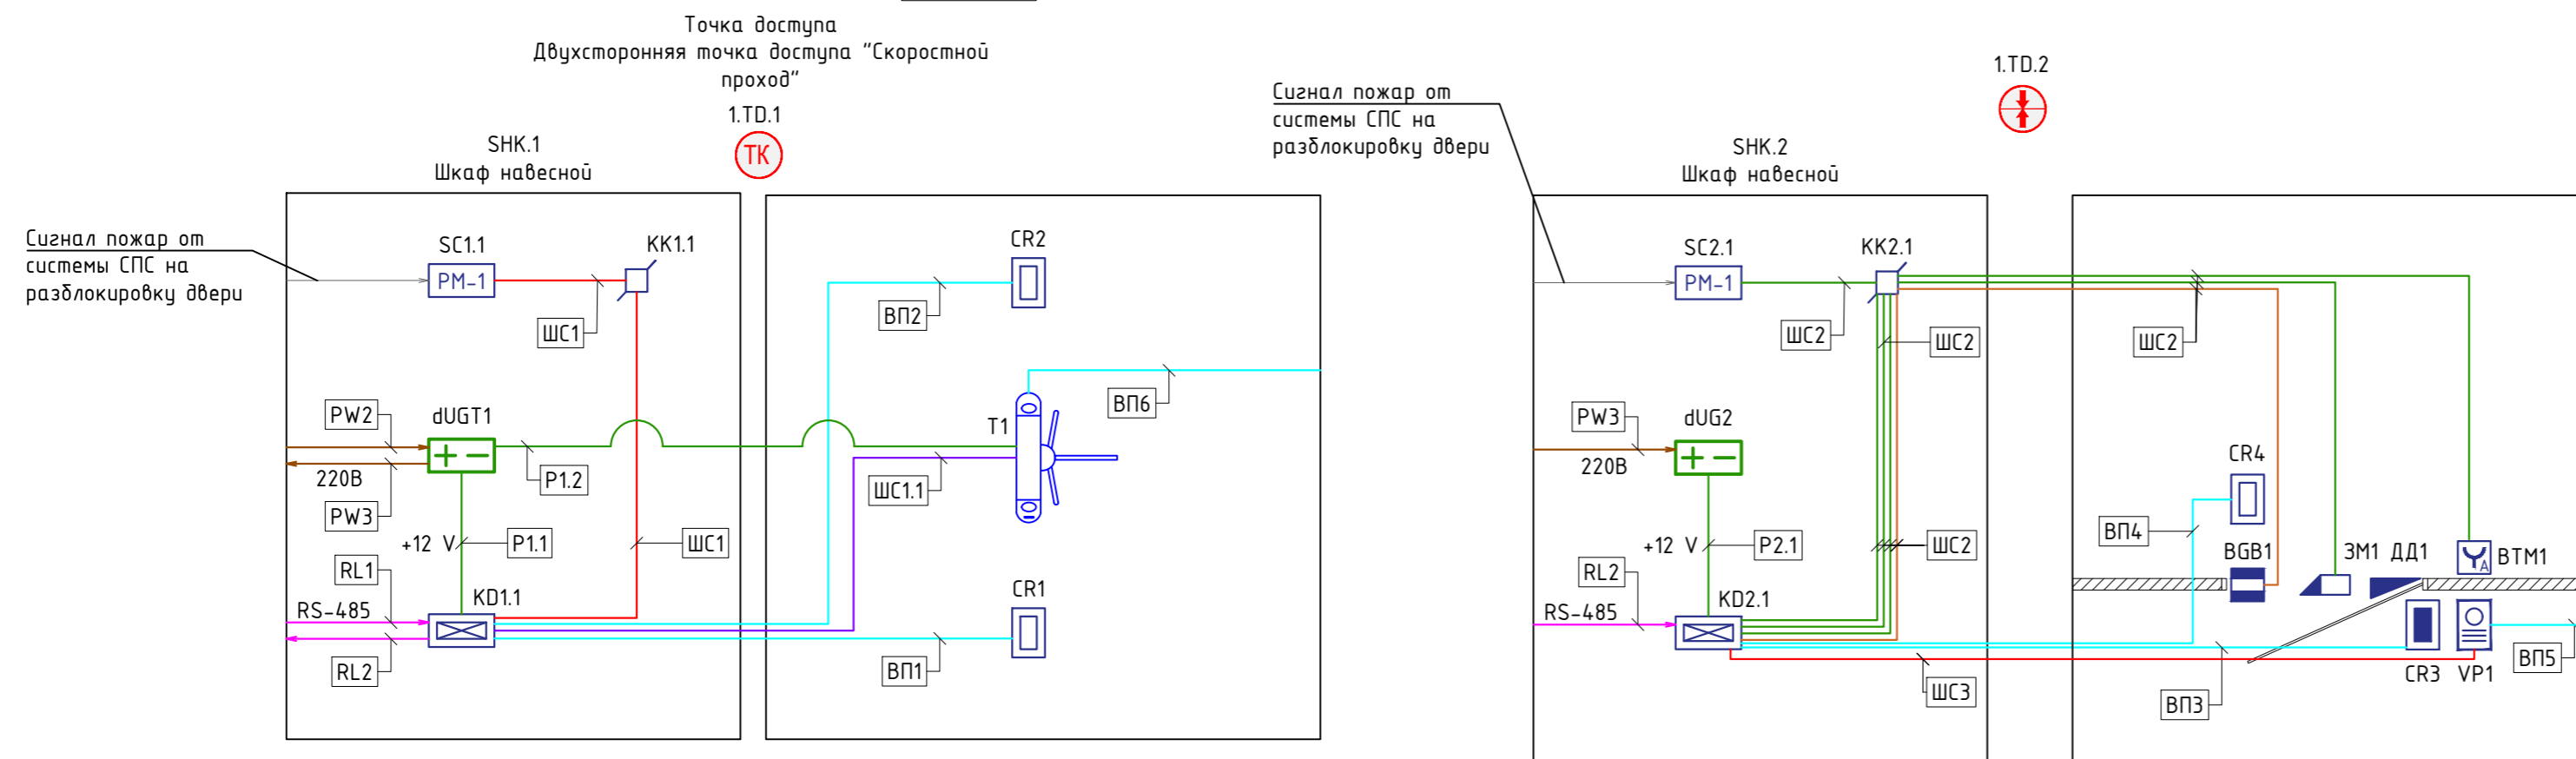 Точка доступа
Двухсторонняя точка доступа "Скоростной
проход"
1.TD.1
ТК
SHK.1
Шкаф навесной
Сигнал пожар от
системы СПС на
разблокировку двери
SC1.1
РМ-1
KK1.1
ШС1
PW2
dUGT1
220В
PW3
P1.2
+12 V
P1.1
ШС1
RL1
RS-485
KD1.1
RL2
CR2
ВП2
ВП6
T1
ШС1.1
CR1
ВП1
1.TD.2
Сигнал пожар от
системы СПС на
разблокировку двери
SHK.2
Шкаф навесной
SC2.1
РМ-1
KK2.1
ШС2
ШС2
ШС2
PW3
dUG2
220В
+12 V
P2.1
ШС2
RL2
RS-485
KD2.1
ШС3
CR4
ВП4
BGB1
ЗМ1
ДД1
BTM1
A
CR3
VP1
ВП5
ВП3